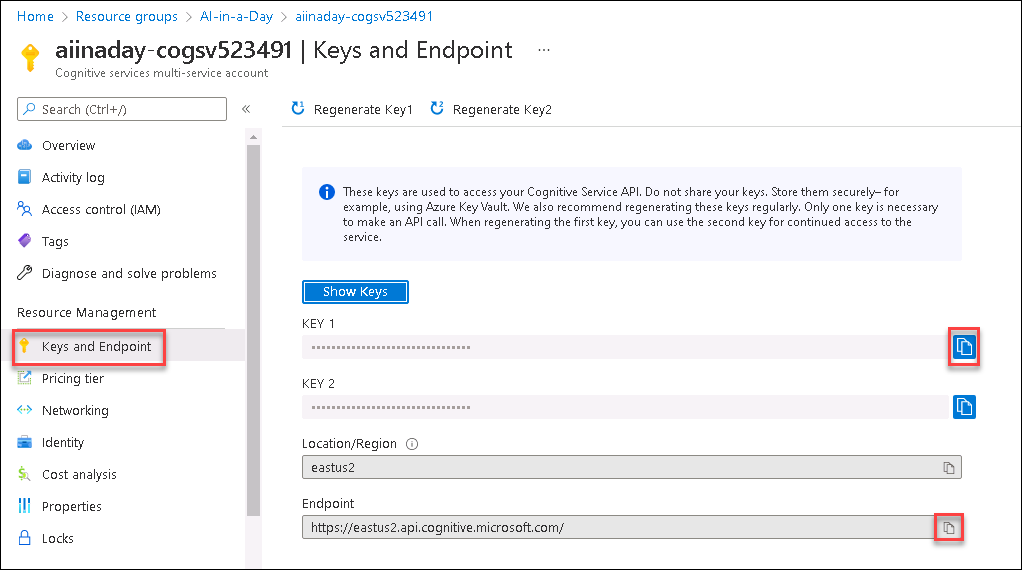 Home > Resource groups > AI-in-a-Day > aiinaday-cogsv523491
aiinaday-cogsv523491 | Keys and Endpoint ...
Cognitive services multi-service account
Search (Ctrl+/)
«
Regenerate Key1
Regenerate Key2
Overview
Activity log
Access control (IAM)
Tags
Diagnose and solve problems
Resource Management
Keys and Endpoint
Pricing tier
Networking
Identity
Cost analysis
Properties
Locks
These keys are used to access your Cognitive Service API. Do not share your keys. Store them securely– for
example, using Azure Key Vault. We also recommend regenerating these keys regularly. Only one key is necessary
to make an API call. When regenerating the first key, you can use the second key for continued access to the
service.
Show Keys
KEY 1
••••••••••••••••••••••••••••••••
KEY 2
••••••••••••••••••••••••••••••••
Location/Region
eastus2
Endpoint
https://eastus2.api.cognitive.microsoft.com/